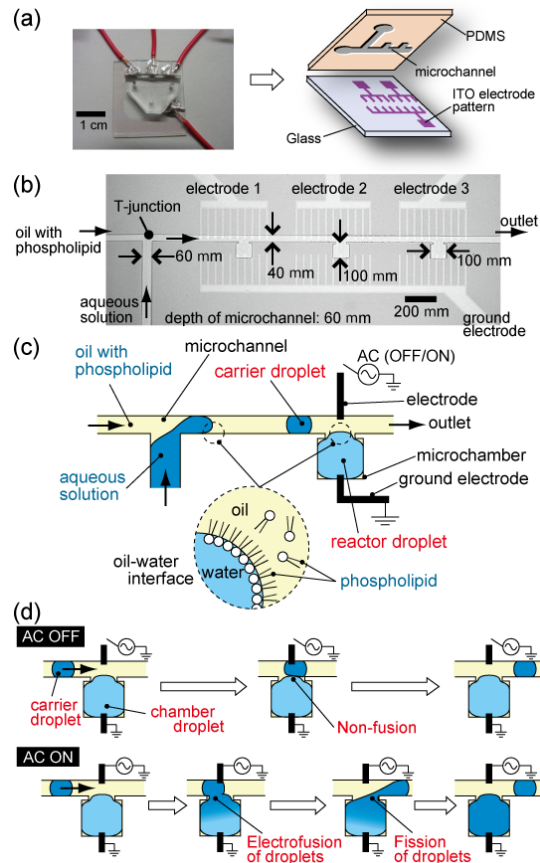 (a)
1 cm
PDMS
microchannel
ITO electrode
pattern
Glass
(b)
electrode 1
electrode 2
electrode 3
T-junction
oil with
phospholipid
outlet
60 mm
40 mm
100 mm
100 mm
aqueous
solution
depth of microchannel: 60 mm
200 mm
ground
electrode
(c)
oil with
phospholipid
microchannel
carrier droplet
AC (OFF/ON)
electrode
outlet
aqueous
solution
microchamber
ground electrode
reactor droplet
oil
oil-water
interface
water
phospholipid
(d)
AC OFF
carrier
droplet
chamber
droplet
Non-fusion
AC ON
Electrofusion
of droplets
Fission
of droplets